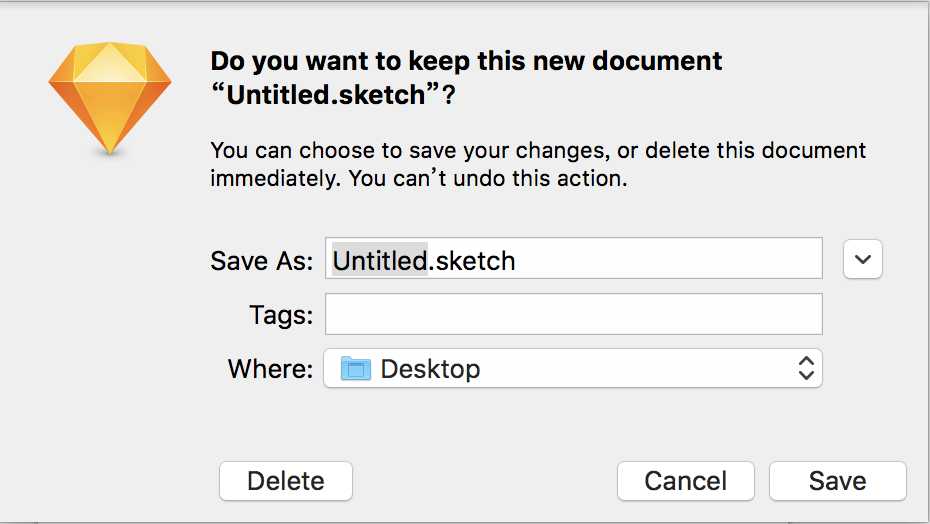 Do you want to keep this new document
“Untitled.sketch”?
You can choose to save your changes, or delete this document
immediately. You can’t undo this action.
Save As: Untitled.sketch
Tags:
Where: Desktop
Delete Cancel Save